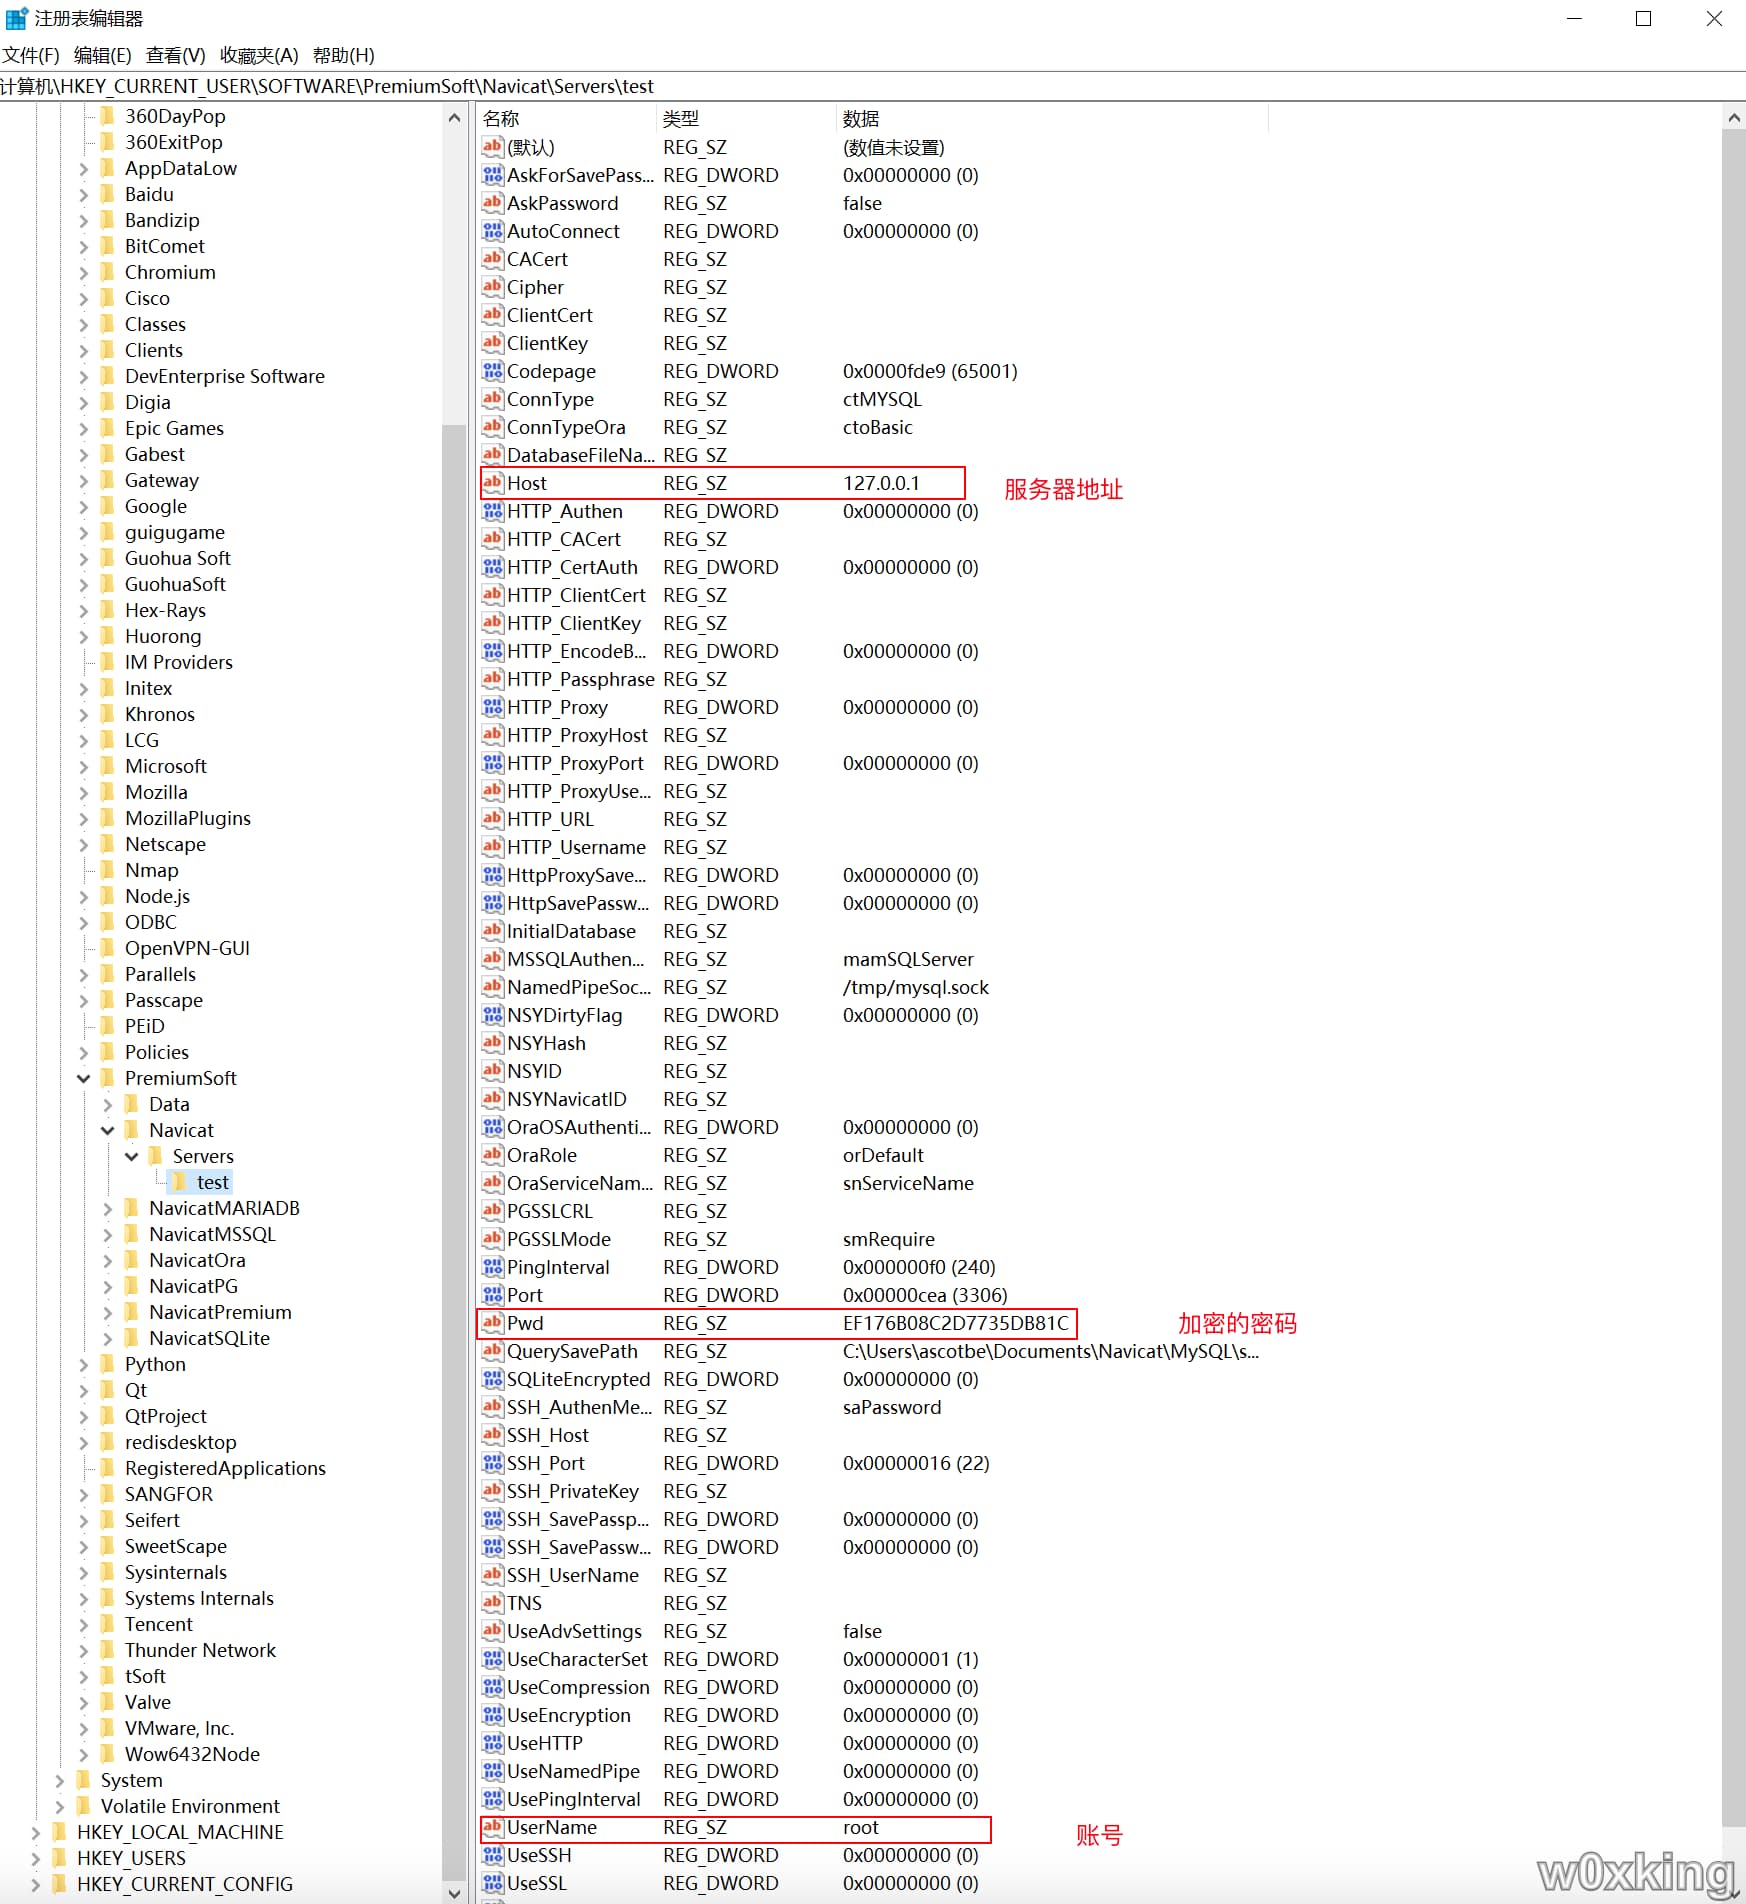 注册表编辑器
文件(F) 编辑(E) 查看(V) 收藏夹(A) 帮助(H)
计算机\HKEY_CURRENT_USER\SOFTWARE\PremiumSoft\Navicat\Servers\test
360DayPop
360ExitPop
AppDataLow
Baidu
Bandizip
BitComet
Chromium
Cisco
Classes
Clients
DevEnterprise Software
Digia
Epic Games
Gabest
Gateway
Google
guigugame
Guohua Soft
GuohuaSoft
Hex-Rays
Huorong
IM Providers
Initex
Khronos
LCG
Microsoft
Mozilla
MozillaPlugins
Netscape
Nmap
Node.js
ODBC
OpenVPN-GUI
Parallels
Passcape
PEiD
Policies
PremiumSoft
Data
Navicat
Servers
test
NavicatMARIADB
NavicatMSSQL
NavicatOra
NavicatPG
NavicatPremium
NavicatSQLite
Python
Qt
QtProject
redisdesktop
RegisteredApplications
SANGFOR
Seifert
SweetScape
Sysinternals
Systems Internals
Tencent
Thunder Network
tSoft
Valve
VMware, Inc.
Wow6432Node
System
Volatile Environment
HKEY_LOCAL_MACHINE
HKEY_USERS
HKEY_CURRENT_CONFIG
名称 类型 数据
(默认) REG_SZ (数值未设置)
AskForSavePass... REG_DWORD 0x00000000 (0)
AskPassword REG_SZ false
AutoConnect REG_DWORD 0x00000000 (0)
CACert REG_SZ
Cipher REG_SZ
ClientCert REG_SZ
ClientKey REG_SZ
Codepage REG_DWORD 0x0000fde9 (65001)
ConnType REG_SZ ctMYSQL
ConnTypeOra REG_SZ ctoBasic
DatabaseFileNa... REG_SZ
Host REG_SZ 127.0.0.1 服务器地址
HTTP_Authen REG_DWORD 0x00000000 (0)
HTTP_CACert REG_SZ
HTTP_CertAuth REG_DWORD 0x00000000 (0)
HTTP_ClientCert REG_SZ
HTTP_ClientKey REG_SZ
HTTP_EncodeB... REG_DWORD 0x00000000 (0)
HTTP_Passphrase REG_SZ
HTTP_Proxy REG_DWORD 0x00000000 (0)
HTTP_ProxyHost REG_SZ
HTTP_ProxyPort REG_DWORD 0x00000000 (0)
HTTP_ProxyUse... REG_SZ
HTTP_URL REG_SZ
HTTP_Username REG_SZ
HttpProxySave... REG_DWORD 0x00000000 (0)
HttpSavePassw... REG_DWORD 0x00000000 (0)
InitialDatabase REG_SZ
MSSQLAuthen... REG_SZ mamSQLServer
NamedPipeSoc... REG_SZ /tmp/mysql.sock
NSYDirtyFlag REG_DWORD 0x00000000 (0)
NSYHash REG_SZ
NSYID REG_SZ
NSYNavicatID REG_SZ
OraOSAuthenti... REG_DWORD 0x00000000 (0)
OraRole REG_SZ orDefault
OraServiceNam... REG_SZ snServiceName
PGSSLCRL REG_SZ
PGSSLMode REG_SZ smRequire
PingInterval REG_DWORD 0x000000f0 (240)
Port REG_DWORD 0x00000cea (3306)
Pwd REG_SZ EF176B08C2D7735DB81C 加密的密码
QuerySavePath REG_SZ C:\Users\ascotbe\Documents\Navicat\MySQL\s...
SQLiteEncrypted REG_DWORD 0x00000000 (0)
SSH_AuthenMe... REG_SZ saPassword
SSH_Host REG_SZ
SSH_Port REG_DWORD 0x00000016 (22)
SSH_PrivateKey REG_SZ
SSH_SavePassp... REG_DWORD 0x00000000 (0)
SSH_SavePassw... REG_DWORD 0x00000000 (0)
SSH_UserName REG_SZ
TNS REG_SZ
UseAdvSettings REG_SZ false
UseCharacterSet REG_DWORD 0x00000001 (1)
UseCompression REG_DWORD 0x00000000 (0)
UseEncryption REG_DWORD 0x00000000 (0)
UseHTTP REG_DWORD 0x00000000 (0)
UseNamedPipe REG_DWORD 0x00000000 (0)
UsePingInterval REG_DWORD 0x00000000 (0)
UserName REG_SZ root 账号
UseSSH REG_DWORD 0x00000000 (0)
UseSSL REG_DWORD 0x00000000 (0)
w0xking